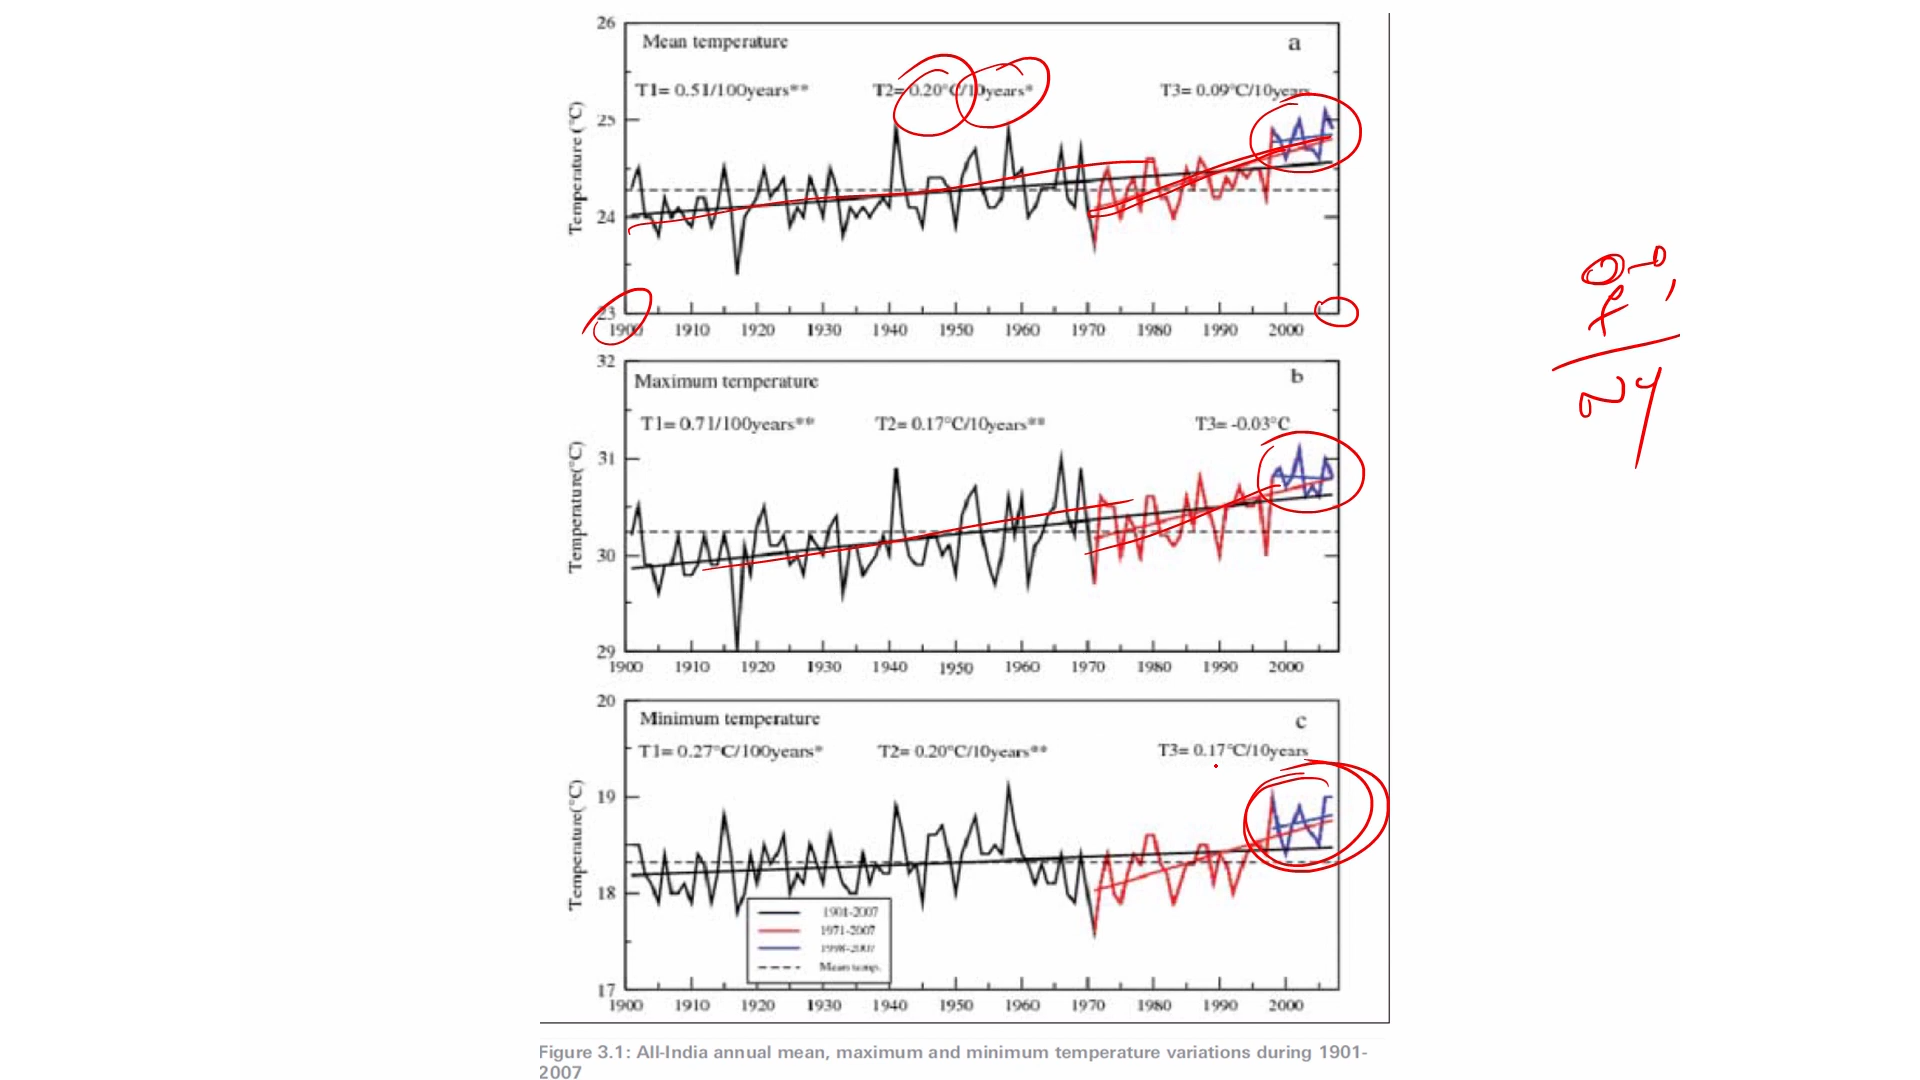 26
Mean temperature
a
T1= 0.51/100years**
T2= 0.20°C/10years*
T3= 0.09°C/10years
25
24
23
Temperature (°C)
1900 1910 1920 1930 1940 1950 1960 1970 1980 1990 2000
32
Maximum temperature
b
T1= 0.71/100years**
T2= 0.17°C/10years**
T3= -0.03°C
31
30
29
Temperature(°C)
1900 1910 1920 1930 1940 1950 1960 1970 1980 1990 2000
20
Minimum temperature
c
T1= 0.27°C/100years*
T2= 0.20°C/10years**
T3= 0.17°C/10years
19
18
17
Temperature(°C)
1901-2007
1971-2007
1998-2007
Mean temp.
1900 1910 1920 1930 1940 1950 1960 1970 1980 1990 2000
Figure 3.1: All-India annual mean, maximum and minimum temperature variations during 1901-
2007